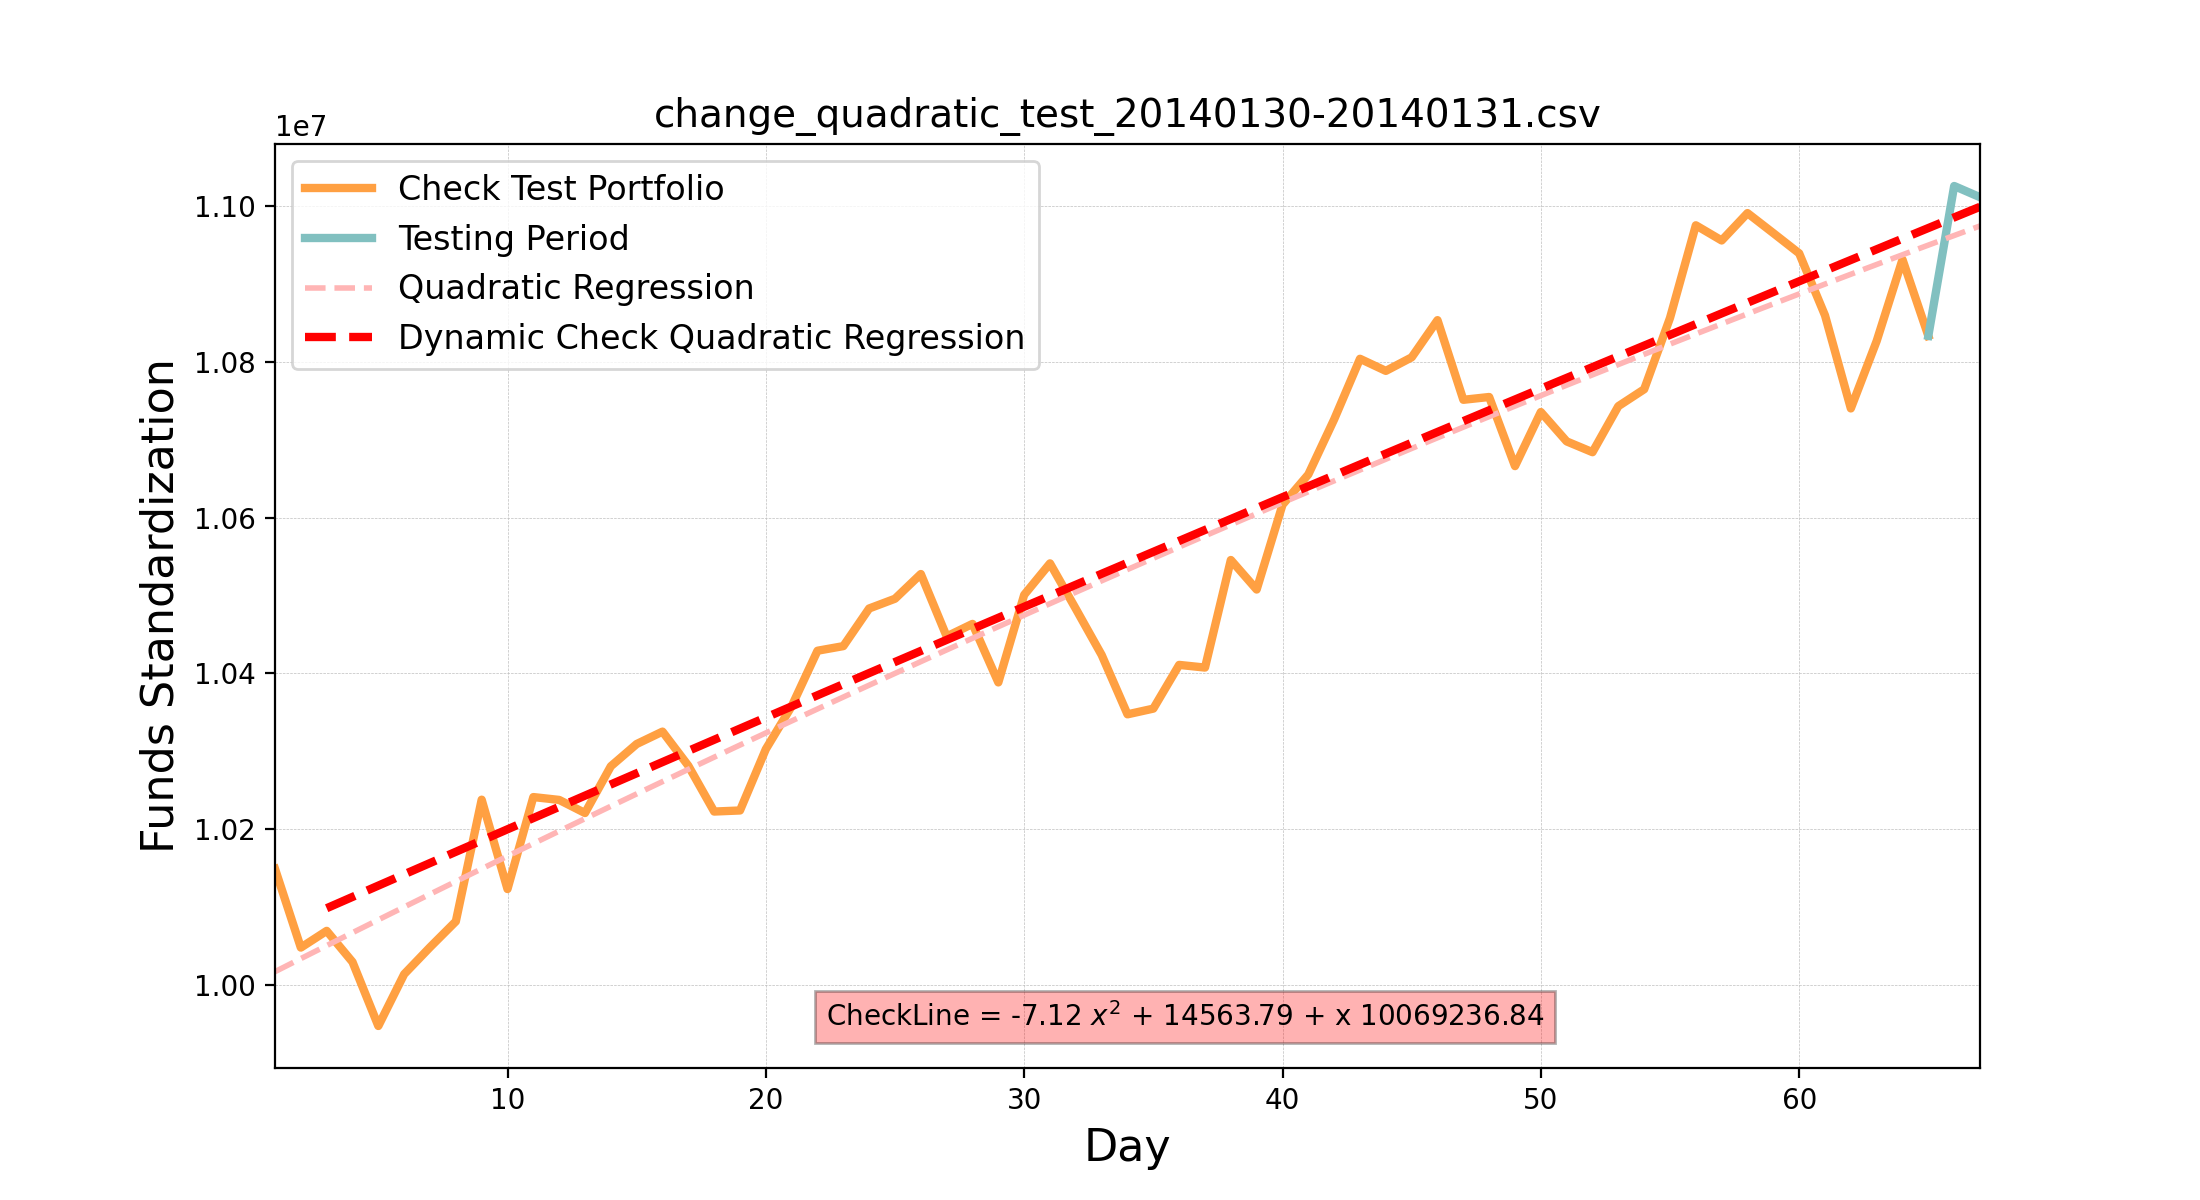 change_quadratic_test_20140130-20140131.csv
1e7
Check Test Portfolio
Testing Period
Quadratic Regression
Dynamic Check Quadratic Regression
Funds Standardization
1.10
1.08
1.06
1.04
1.02
1.00
CheckLine = -7.12 x² + 14563.79 + x 10069236.84
10 20 30 40 50 60
Day